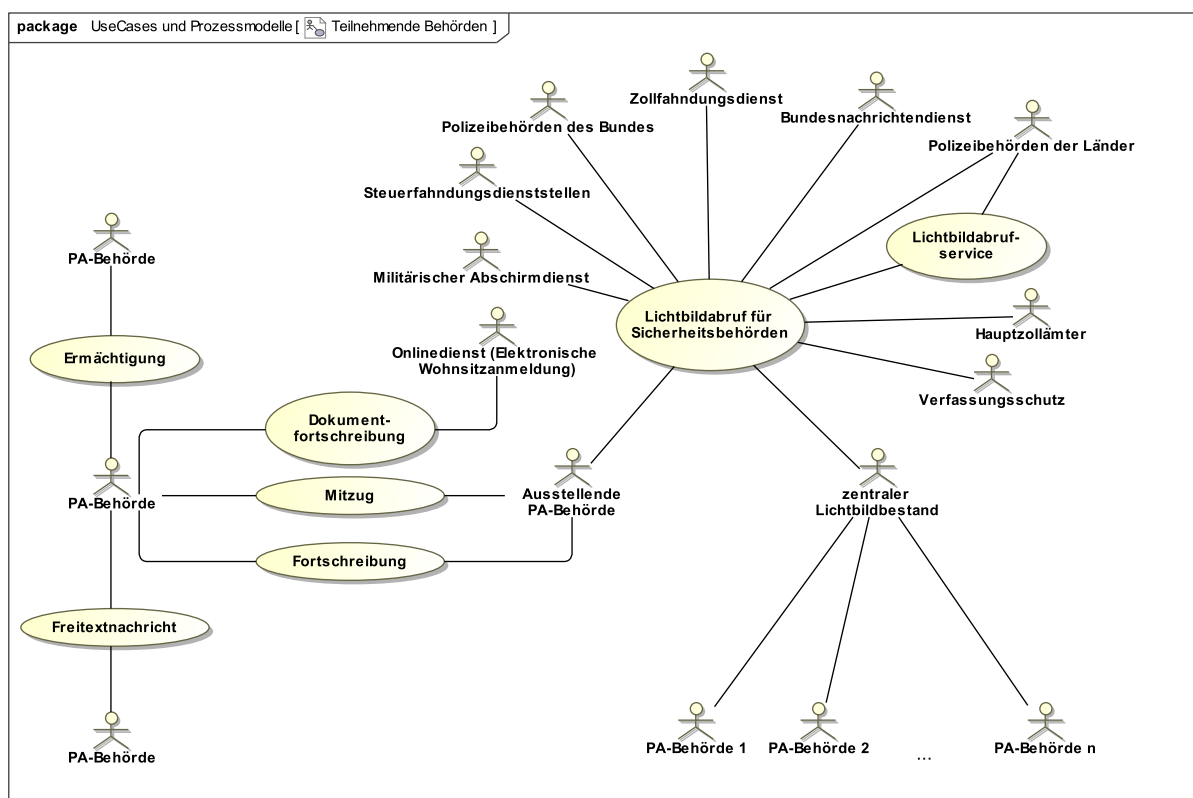 package UseCases und Prozessmodelle [ Teilnehmende Behörden ]
Zollfahndungsdienst
Polizeibehörden des Bundes
Bundesnachrichtendienst
Polizeibehörden der Länder
Steuerfahndungsdienststellen
PA-Behörde
Lichtbildabruf-
service
Militärischer Abschirmdienst
Lichtbildabruf für
Sicherheitsbehörden
Hauptzollämter
Onlinedienst (Elektronische
Wohnsitzanmeldung)
Ermächtigung
Verfassungsschutz
Dokument-
fortschreibung
PA-Behörde
Mitzug
Ausstellende
PA-Behörde
zentraler
Lichtbildbestand
Fortschreibung
Freitextnachricht
PA-Behörde
PA-Behörde 1
PA-Behörde 2
...
PA-Behörde n